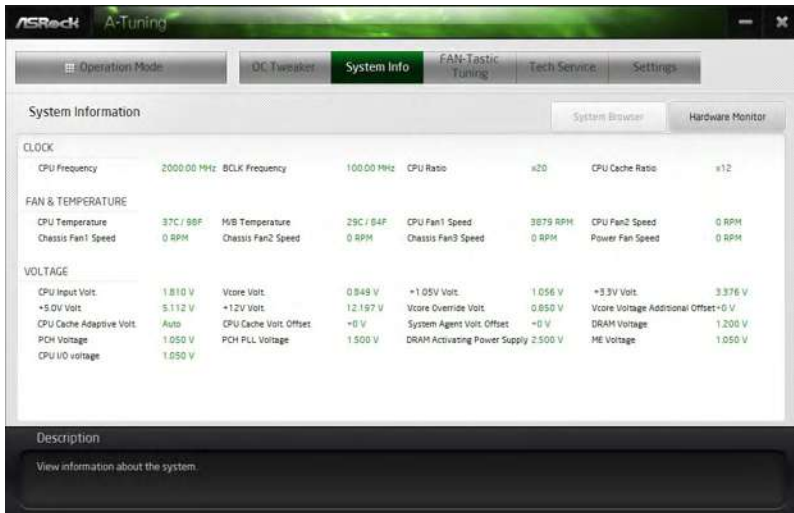 ASRock A-Tuning
Operation Mode OC Tweaker System Info FAN-Tastic Tuning Tech Service Settings
System Information System Browser Hardware Monitor
CLOCK
CPU Frequency 2000.00 MHz BCLK Frequency 100.00 MHz CPU Ratio x20 CPU Cache Ratio x12
FAN & TEMPERATURE
CPU Temperature 37C / 98F M/B Temperature 29C / 84F CPU Fan1 Speed 3879 RPM CPU Fan2 Speed 0 RPM
Chassis Fan1 Speed 0 RPM Chassis Fan2 Speed 0 RPM Chassis Fan3 Speed 0 RPM Power Fan Speed 0 RPM
VOLTAGE
CPU Input Volt. 1.810 V Vcore Volt. 0.849 V +1.05V Volt. 1.056 V +3.3V Volt. 3.376 V
+5.0V Volt. 5.112 V +12V Volt. 12.197 V Vcore Override Volt. 0.850 V Vcore Voltage Additional Offset +0 V
CPU Cache Adaptive Volt. Auto CPU Cache Volt. Offset +0 V System Agent Volt. Offset +0 V DRAM Voltage 1.200 V
PCH Voltage 1.050 V PCH PLL Voltage 1.500 V DRAM Activating Power Supply 2.500 V ME Voltage 1.050 V
CPU I/O voltage 1.050 V
Description
View information about the system.